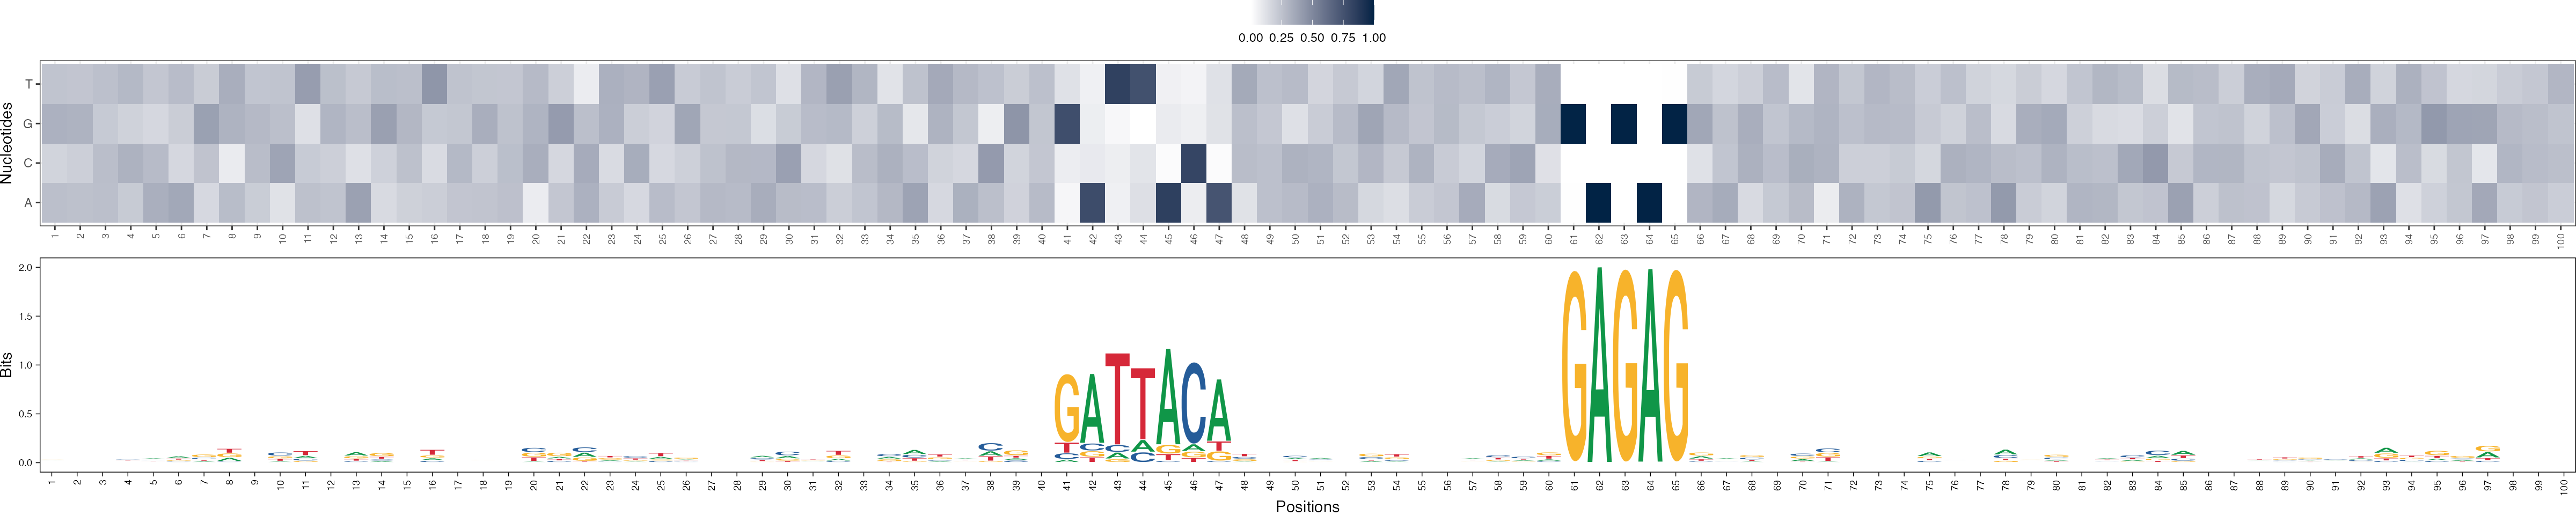 0.00 0.25 0.50 0.75 1.00
Nucleotides
T
G
C
A
1 2 3 4 5 6 7 8 9 10 11 12 13 14 15 16 17 18 19 20 21 22 23 24 25 26 27 28 29 30 31 32 33 34 35 36 37 38 39 40 41 42 43 44 45 46 47 48 49 50 51 52 53 54 55 56 57 58 59 60 61 62 63 64 65 66 67 68 69 70 71 72 73 74 75 76 77 78 79 80 81 82 83 84 85 86 87 88 89 90 91 92 93 94 95 96 97 98 99 100
Bits
2.0
1.5
1.0
0.5
0.0
GATTACA GAGAG
1 2 3 4 5 6 7 8 9 10 11 12 13 14 15 16 17 18 19 20 21 22 23 24 25 26 27 28 29 30 31 32 33 34 35 36 37 38 39 40 41 42 43 44 45 46 47 48 49 50 51 52 53 54 55 56 57 58 59 60 61 62 63 64 65 66 67 68 69 70 71 72 73 74 75 76 77 78 79 80 81 82 83 84 85 86 87 88 89 90 91 92 93 94 95 96 97 98 99 100
Positions